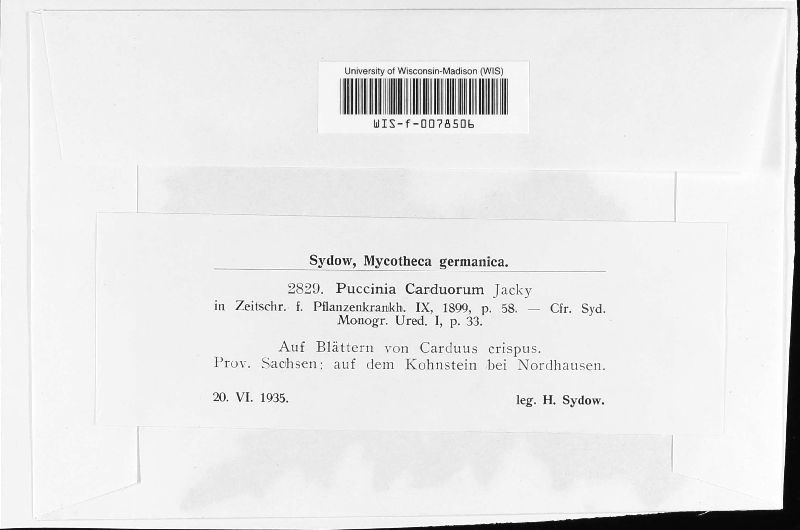 University of Wisconsin-Madison (WIS)
WIS-f-0078506
Sydow, Mycotheca germanica.
2829. Puccinia Carduorum Jacky
in Zeitschr. f. Pflanzenkrankh. IX, 1899, p. 58. — Cfr. Syd.
Monogr. Ured. I, p. 33.
Auf Blättern von Carduus crispus.
Prov. Sachsen: auf dem Kohnstein bei Nordhausen.
20. VI. 1935.
leg. H. Sydow.